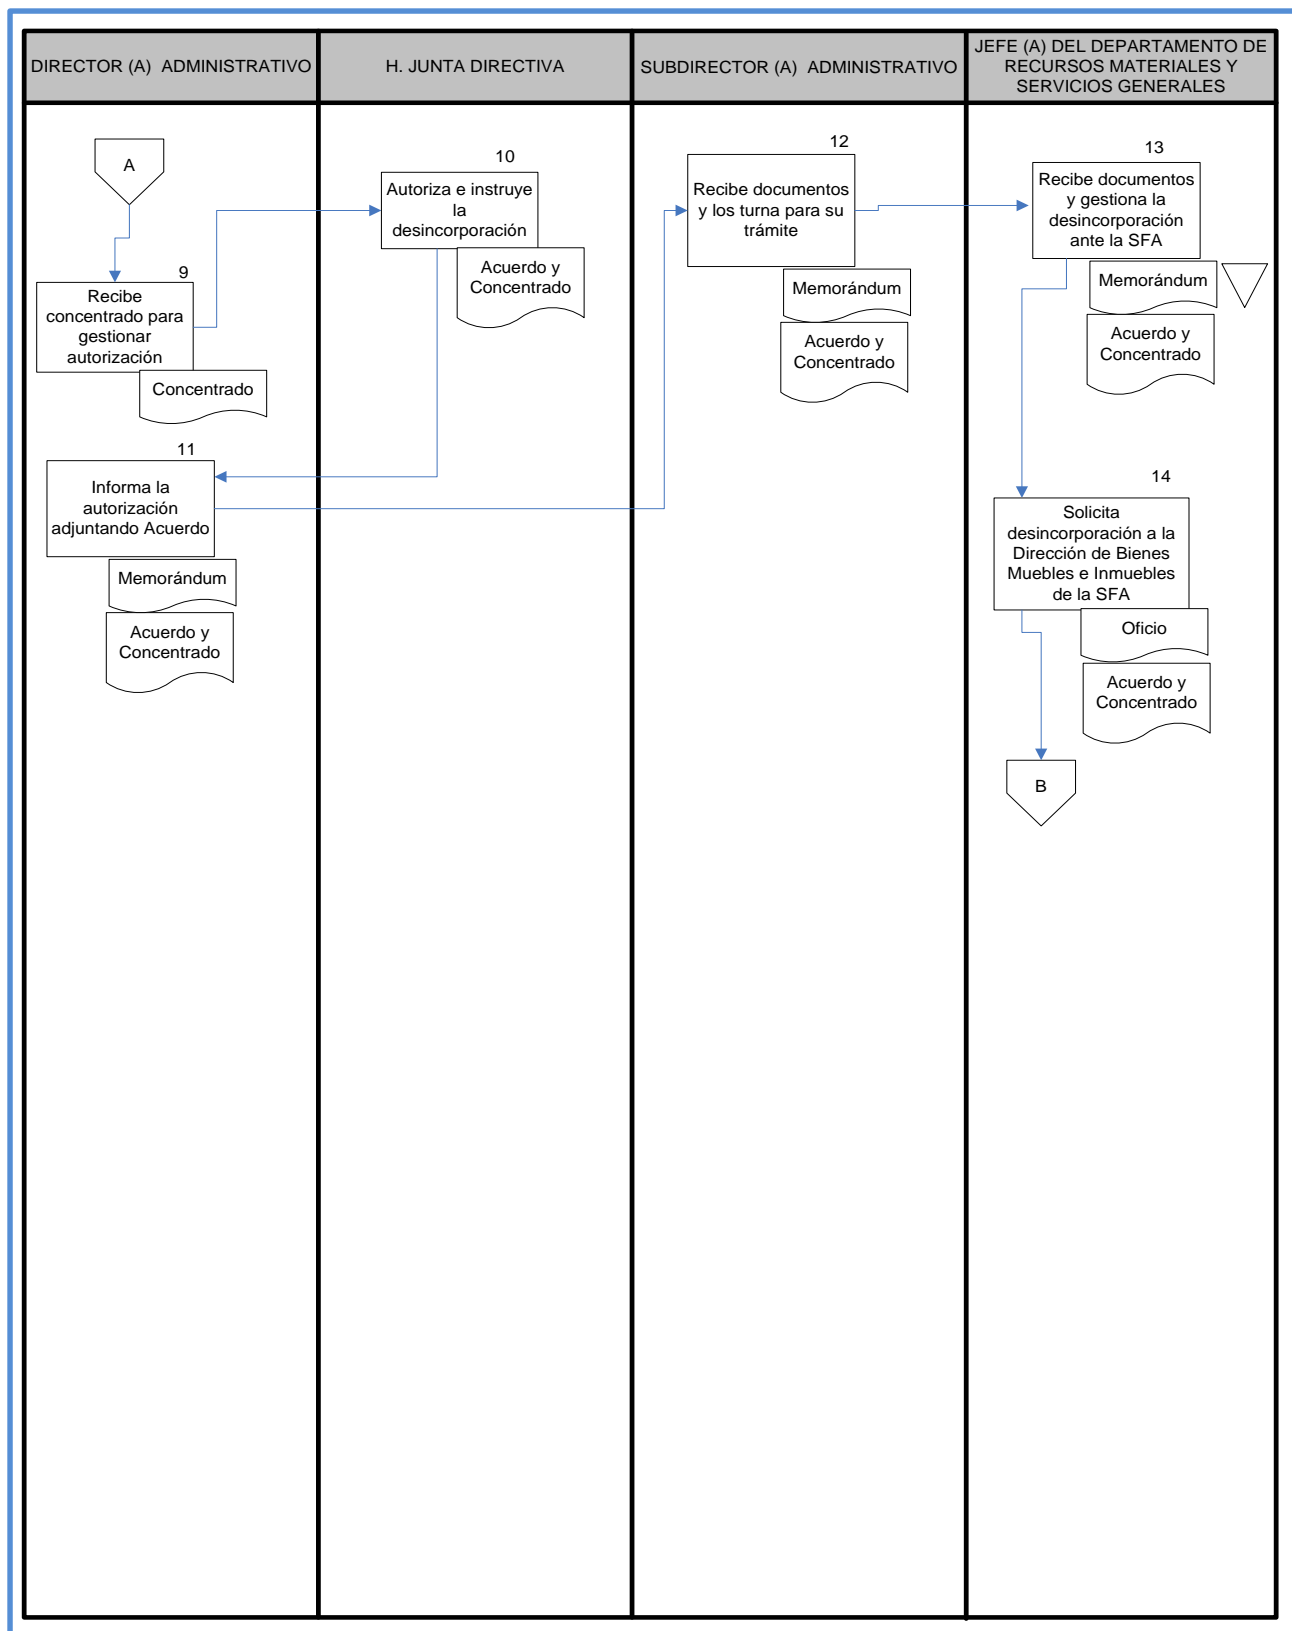 DIRECTOR (A) ADMINISTRATIVO
H. JUNTA DIRECTIVA
SUBDIRECTOR (A) ADMINISTRATIVO
JEFE (A) DEL DEPARTAMENTO DE
RECURSOS MATERIALES Y
SERVICIOS GENERALES
A
9
Recibe
concentrado para
gestionar
autorización
Concentrado
10
Autoriza e instruye
la
desincorporación
Acuerdo y
Concentrado
11
Informa la
autorización
adjuntando Acuerdo
Memorándum
Acuerdo y
Concentrado
12
Recibe documentos
y los turna para su
trámite
Memorándum
Acuerdo y
Concentrado
13
Recibe documentos
y gestiona la
desincorporación
ante la SFA
Memorándum
Acuerdo y
Concentrado
14
Solicita
desincorporación a la
Dirección de Bienes
Muebles e Inmuebles
de la SFA
Oficio
Acuerdo y
Concentrado
B